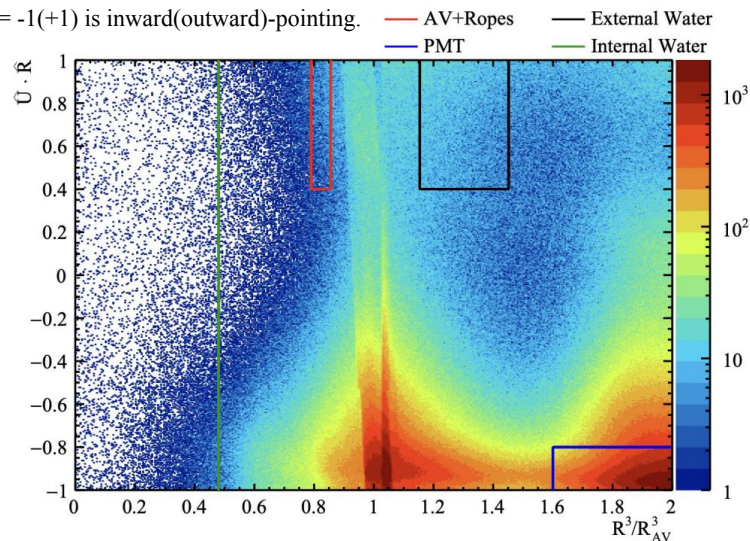 = -1(+1) is inward(outward)-pointing.
AV+Ropes
External Water
PMT
Internal Water
Û · R̂
1
0.8
0.6
0.4
0.2
0
−0.2
−0.4
−0.6
−0.8
−1
0 0.2 0.4 0.6 0.8 1 1.2 1.4 1.6 1.8 2
R³/R³_AV
10³
10²
10
1